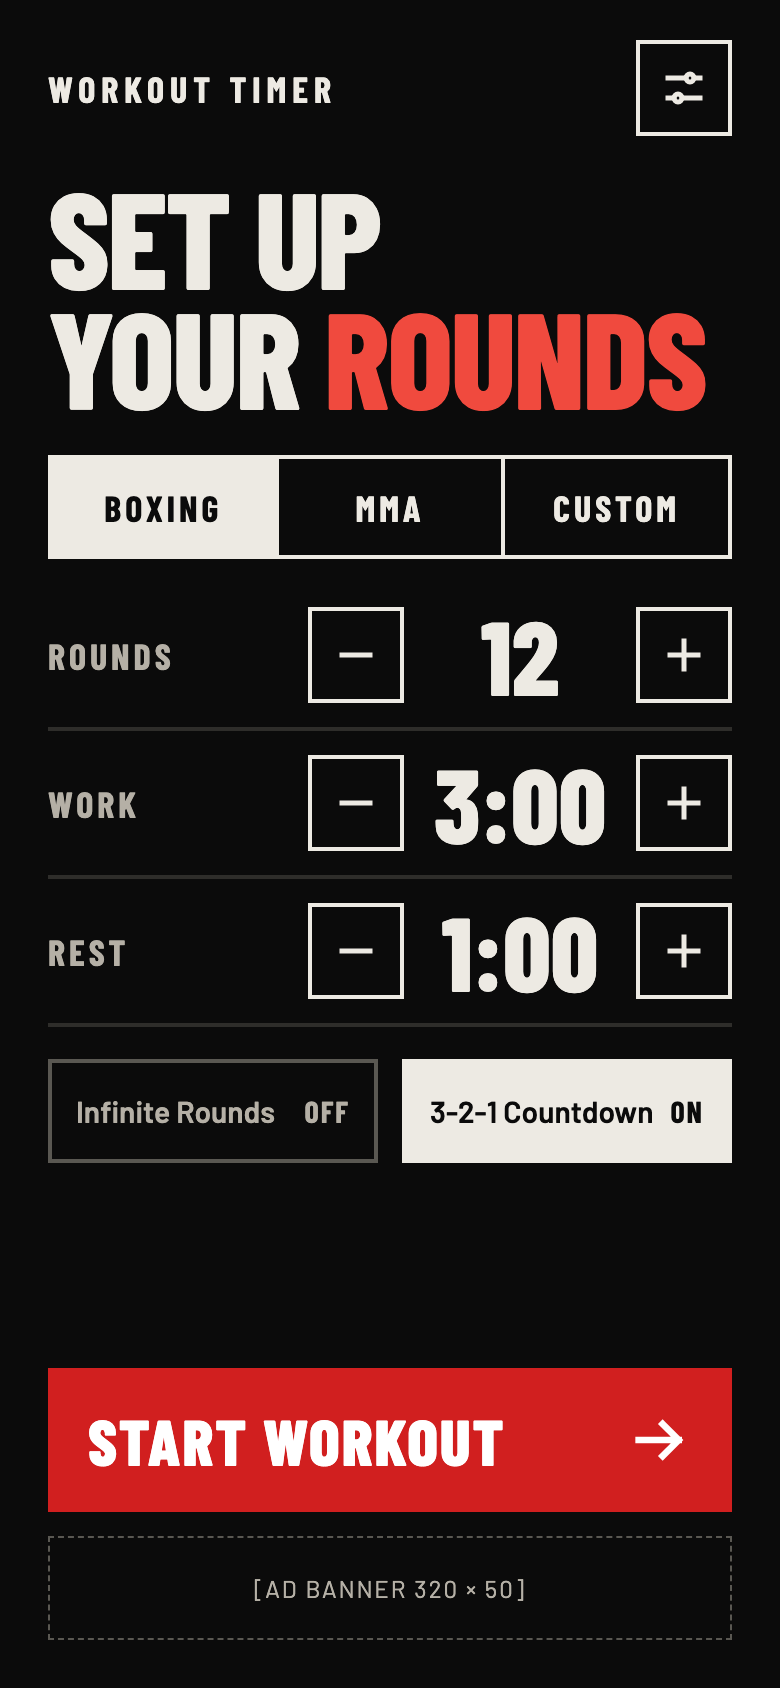 WORKOUT TIMER
SET UP
YOUR ROUNDS
BOXING MMA CUSTOM
ROUNDS − 12 +
WORK − 3:00 +
REST − 1:00 +
Infinite Rounds OFF 3-2-1 Countdown ON
START WORKOUT →
[AD BANNER 320 × 50]